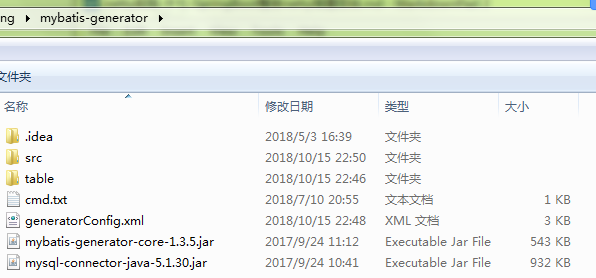 ng ▸ mybatis-generator ▸
文件夹
名称 修改日期 类型 大小
.idea 2018/5/3 16:39 文件夹
src 2018/10/15 22:50 文件夹
table 2018/10/15 22:46 文件夹
cmd.txt 2018/7/10 20:55 文本文档 1 KB
generatorConfig.xml 2018/10/15 22:48 XML 文档 3 KB
mybatis-generator-core-1.3.5.jar 2017/9/24 11:12 Executable Jar File 543 KB
mysql-connector-java-5.1.30.jar 2017/9/24 10:41 Executable Jar File 932 KB